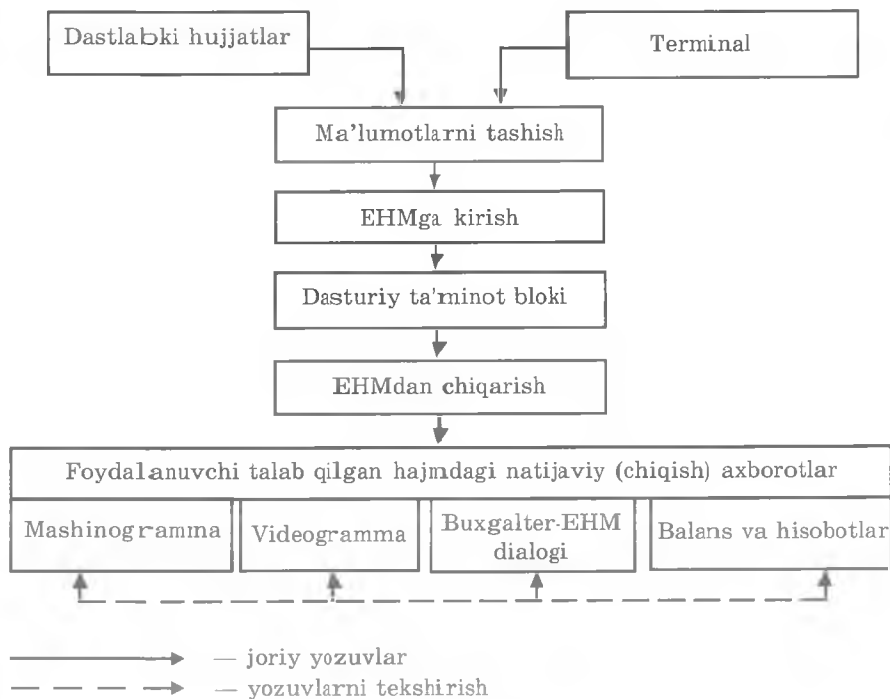 Dastlabki hujjatlar
Terminal
Ma'lumotlarni tashish
EHMga kirish
Dasturiy ta'minot bloki
EHMdan chiqarish
Foydalanuvchi talab qilgan hajmdagi natijaviy (chiqish) axborotlar
Mashinogramma
Videogramma
Buxgalter-EHM
dialogi
Balans va hisobotlar
— joriy yozuvlar
— yozuvlarni tekshirish